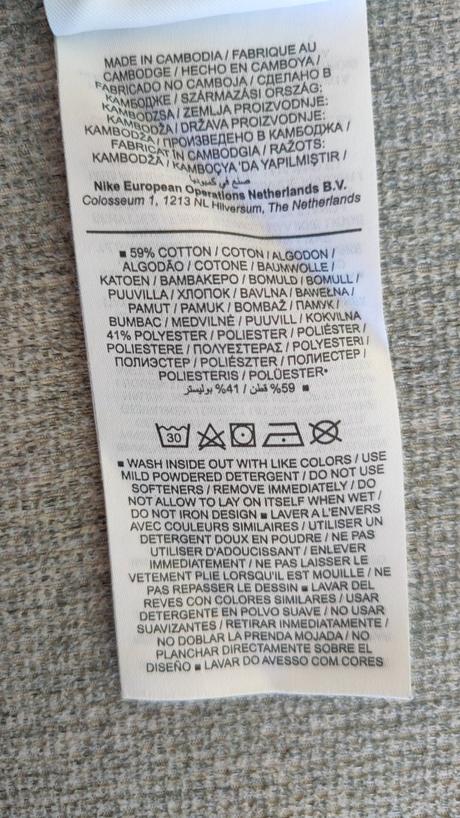 MADE IN CAMBODIA / FABRIQUE AU
CAMBODGE / HECHO EN CAMBOYA /
FABRICADO NO CAMBOJA / СДЕЛАНО В
КАМБОДЖЕ / SZÁRMAZÁSI ORSZÁG:
KAMBODZSA / ZEMLJA PROIZVODNJE:
KAMBODŽA / DRŽAVA PROIZVODNJE:
KAMBODŽA / ПРОИЗВЕДЕНО В КАМБОДЖА /
FABRICAT ÎN CAMBODGIA / RAŽOTS:
KAMBODŽĀ / KAMBOÇYA 'DA YAPILMIŞTIR /
صنع في كمبوديا
Nike European Operations Netherlands B.V.
Colosseum 1, 1213 NL Hilversum, The Netherlands
■ 59% COTTON / COTON / ALGODON /
ALGODÃO / COTONE / BAUMWOLLE /
KATOEN / ΒΑΜΒΑΚΕΡΟ / BOMULD / BOMULL /
PUUVILLA / ХЛОПОК / BAVLNA / BAWEŁNA /
PAMUT / PAMUK / BOMBAŽ / ПАМУК /
BUMBAC / MEDVILNĖ / PUUVILL / KOKVILNA
41% POLYESTER / POLIESTER / POLIÉSTER /
POLIESTERE / ΠΟΛΥΕΣΤΕΡΑΣ / POLYESTERI /
ПОЛИЭСТЕР / POLIÉSZTER / ПОЛИЕСТЕР /
POLIESTERIS / POLÜESTER*
■ 59% قطن / 41% بوليستر
30
■ WASH INSIDE OUT WITH LIKE COLORS / USE
MILD POWDERED DETERGENT / DO NOT USE
SOFTENERS / REMOVE IMMEDIATELY / DO
NOT ALLOW TO LAY ON ITSELF WHEN WET /
DO NOT IRON DESIGN ■ LAVER A L'ENVERS
AVEC COULEURS SIMILAIRES / UTILISER UN
DETERGENT DOUX EN POUDRE / NE PAS
UTILISER D'ADOUCISSANT / ENLEVER
IMMEDIATEMENT / NE PAS LAISSER LE
VETEMENT PLIE LORSQU'IL EST MOUILLE / NE
PAS REPASSER LE DESSIN ■ LAVAR DEL
REVES CON COLORES SIMILARES / USAR
DETERGENTE EN POLVO SUAVE / NO USAR
SUAVIZANTES / RETIRAR INMEDIATAMENTE /
NO DOBLAR LA PRENDA MOJADA / NO
PLANCHAR DIRECTAMENTE SOBRE EL
DISEÑO ■ LAVAR DO AVESSO COM CORES